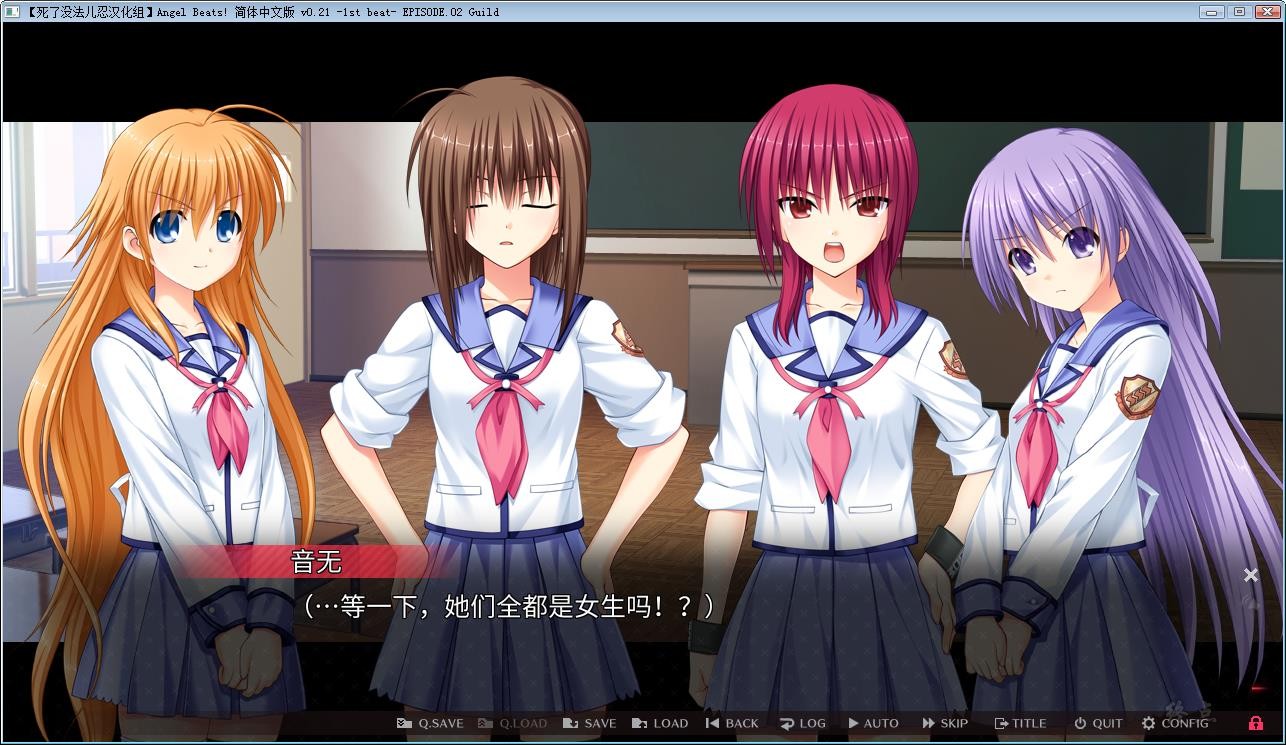 【死了没法儿忍汉化组】Angel Beats! 简体中文版 v0.21 -1st beat- EPISODE.02 Guild
音无
（…等一下，她们全都是女生吗！？）
Q.SAVE Q.LOAD SAVE LOAD BACK LOG AUTO SKIP TITLE QUIT CONFIG